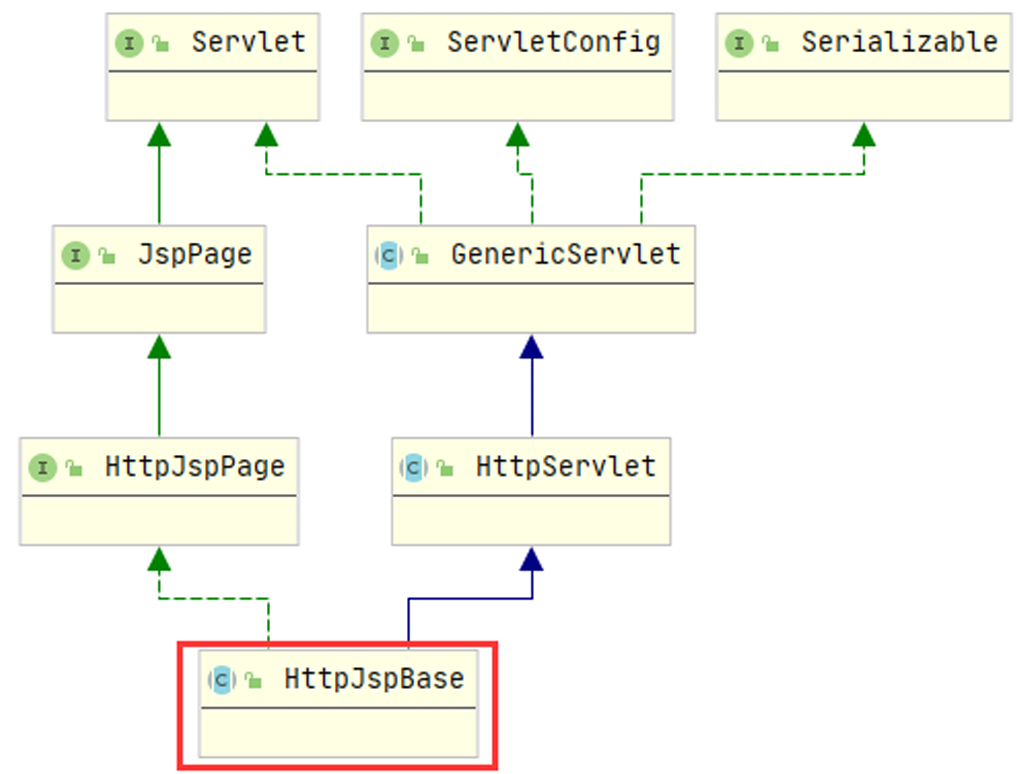 I Servlet
I ServletConfig
I Serializable
I JspPage
C GenericServlet
I HttpJspPage
C HttpServlet
C HttpJspBase